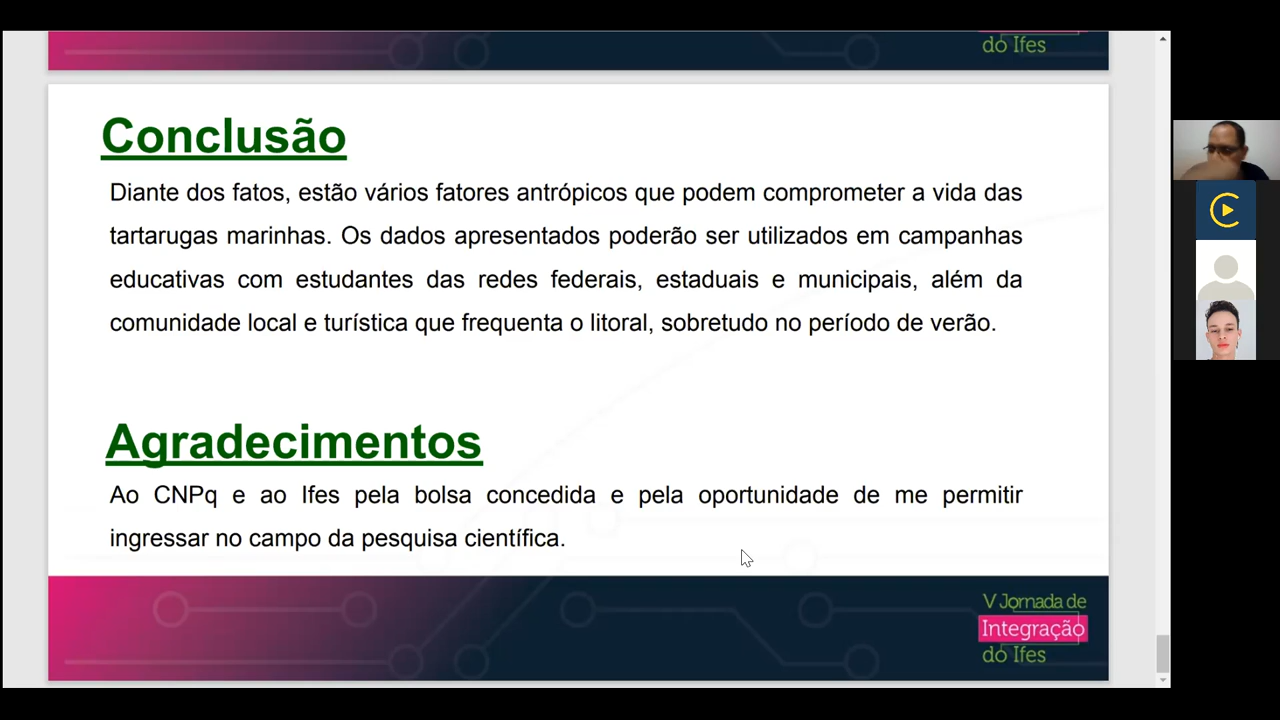 do Ifes
Conclusão
Diante dos fatos, estão vários fatores antrópicos que podem comprometer a vida das
tartarugas marinhas. Os dados apresentados poderão ser utilizados em campanhas
educativas com estudantes das redes federais, estaduais e municipais, além da
comunidade local e turística que frequenta o litoral, sobretudo no período de verão.
Agradecimentos
Ao CNPq e ao Ifes pela bolsa concedida e pela oportunidade de me permitir
ingressar no campo da pesquisa científica.
V Jornada de
Integração
do Ifes